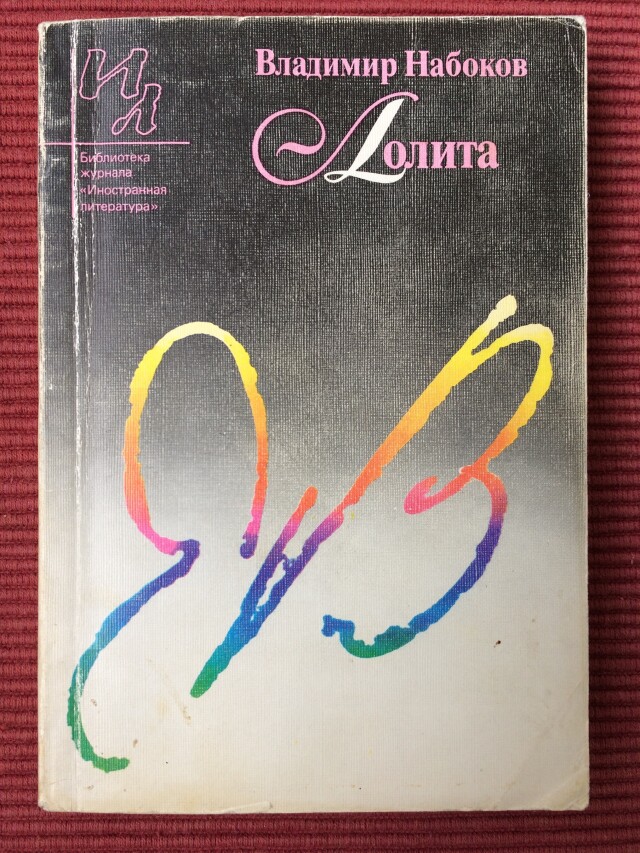 ИЛ
Библиотека
журнала
«Иностранная
литература»
Владимир Набоков
Лолита